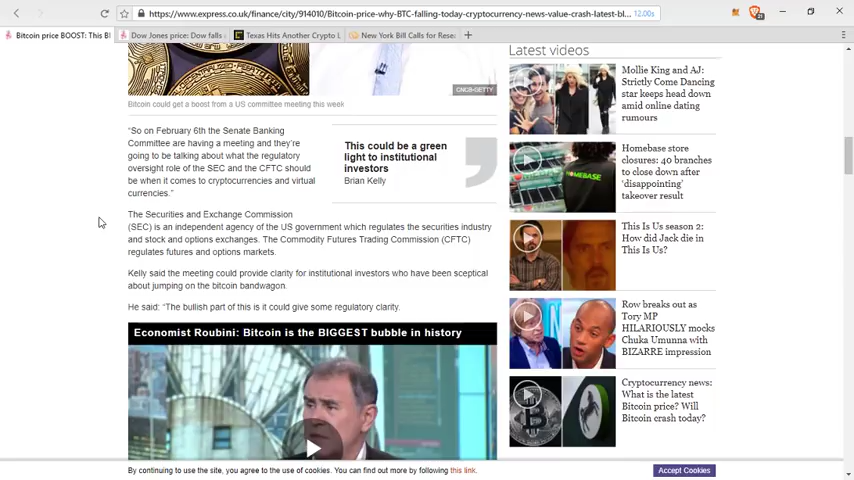 https://www.express.co.uk/finance/city/914010/Bitcoin-price-why-BTC-falling-today-cryptocurrency-news-value-crash-latest-bl...
12.00s
21
Bitcoin price BOOST: This BI
Dow Jones price: Dow falls
Texas Hits Another Crypto L
New York Bill Calls for Rese
CNCB-GETTY
Bitcoin could get a boost from a US committee meeting this week
“So on February 6th the Senate Banking
Committee are having a meeting and they’re
going to be talking about what the regulatory
oversight role of the SEC and the CFTC should
be when it comes to cryptocurrencies and virtual
currencies.”
This could be a green
light to institutional
investors
Brian Kelly
The Securities and Exchange Commission
(SEC) is an independent agency of the US government which regulates the securities industry
and stock and options exchanges. The Commodity Futures Trading Commission (CFTC)
regulates futures and options markets.
Kelly said the meeting could provide clarity for institutional investors who have been sceptical
about jumping on the bitcoin bandwagon.
He said: “The bullish part of this is it could give some regulatory clarity.
Economist Roubini: Bitcoin is the BIGGEST bubble in history
Latest videos
Mollie King and AJ:
Strictly Come Dancing
star keeps head down
amid online dating
rumours
HOMEBASE
Homebase store
closures: 40 branches
to close down after
‘disappointing’
takeover result
This Is Us season 2:
How did Jack die in
This Is Us?
Row breaks out as
Tory MP
HILARIOUSLY mocks
Chuka Umunna with
BIZARRE impression
Cryptocurrency news:
What is the latest
Bitcoin price? Will
Bitcoin crash today?
By continuing to use the site, you agree to the use of cookies. You can find out more by following this link.
Accept Cookies